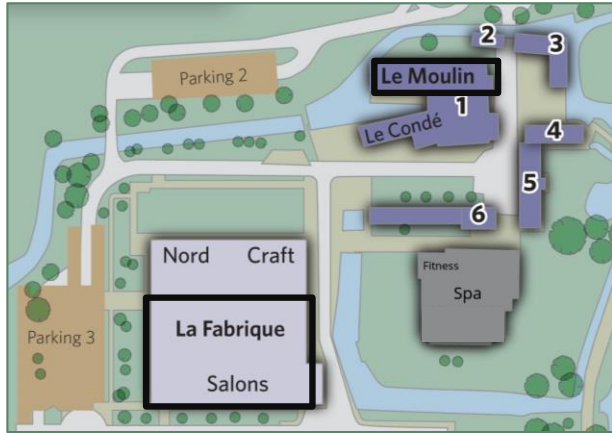 2
3
Parking 2
Le Moulin
1
Le Condé
4
5
6
Nord Craft
Fitness
Spa
La Fabrique
Parking 3
Salons